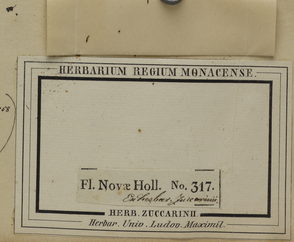 HERBARIUM REGIUM MONACENSE.
Fl. Novæ Holl. No. 317.
HERB. ZUCCARINII
Herbar. Univ. Ludov. Maximil.